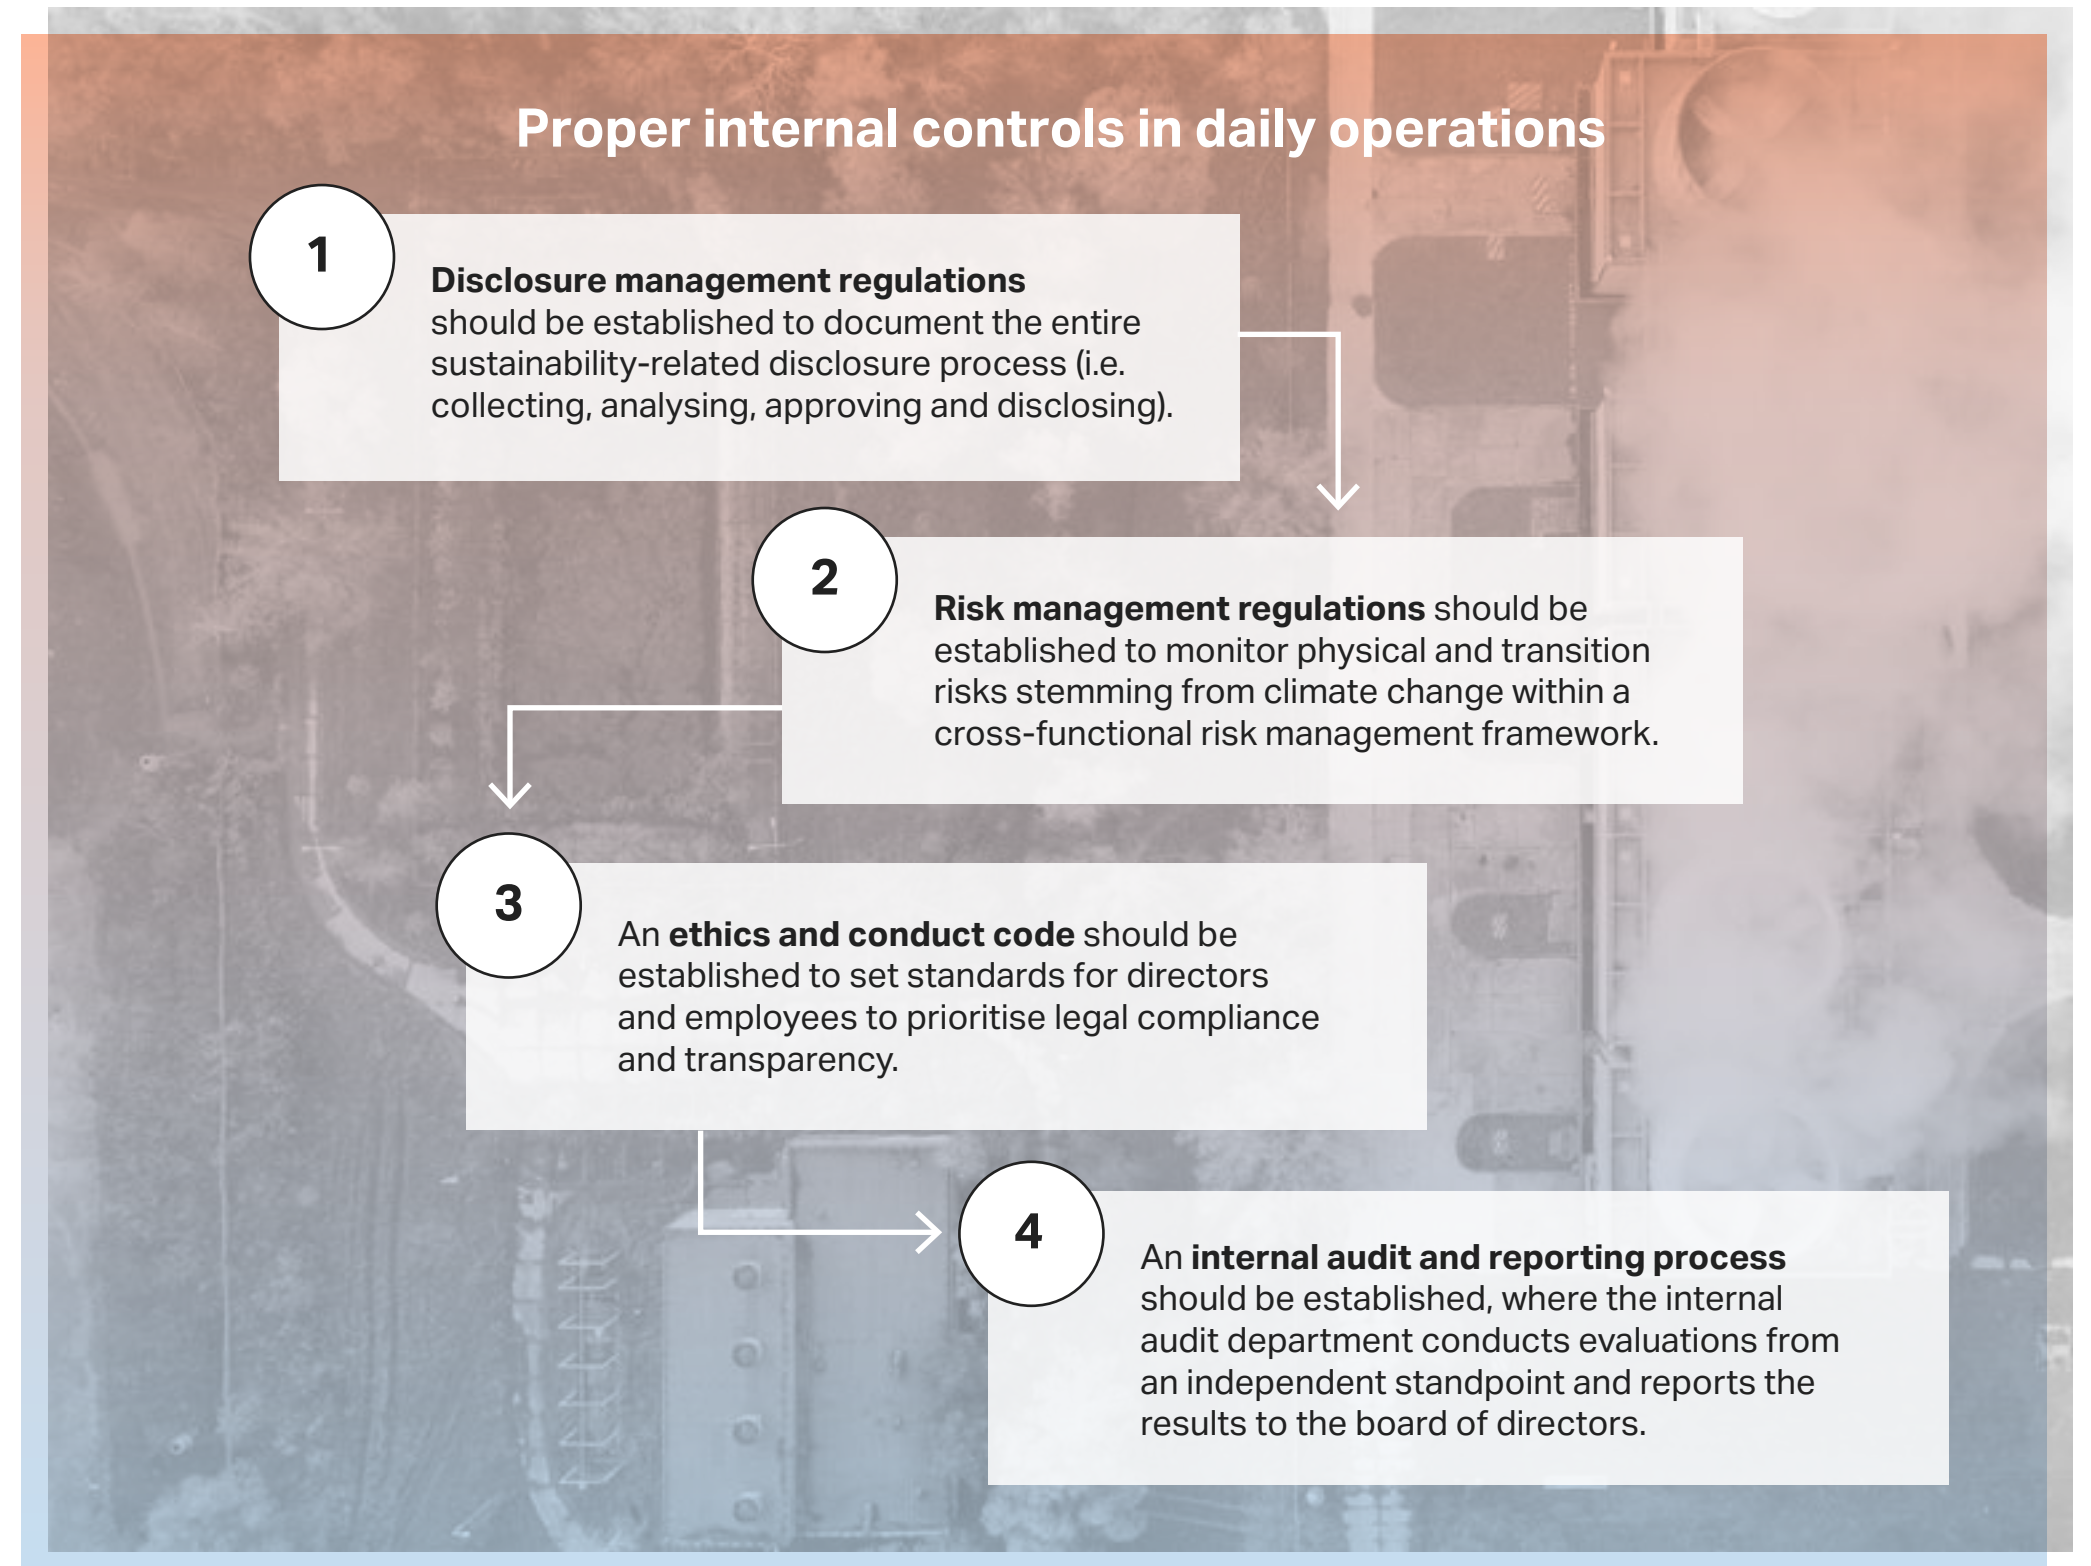 Proper internal controls in daily operations
1
Disclosure management regulations
should be established to document the entire
sustainability-related disclosure process (i.e.
collecting, analysing, approving and disclosing).
2
Risk management regulations should be
established to monitor physical and transition
risks stemming from climate change within a
cross-functional risk management framework.
3
An ethics and conduct code should be
established to set standards for directors
and employees to prioritise legal compliance
and transparency.
4
An internal audit and reporting process
should be established, where the internal
audit department conducts evaluations from
an independent standpoint and reports the
results to the board of directors.